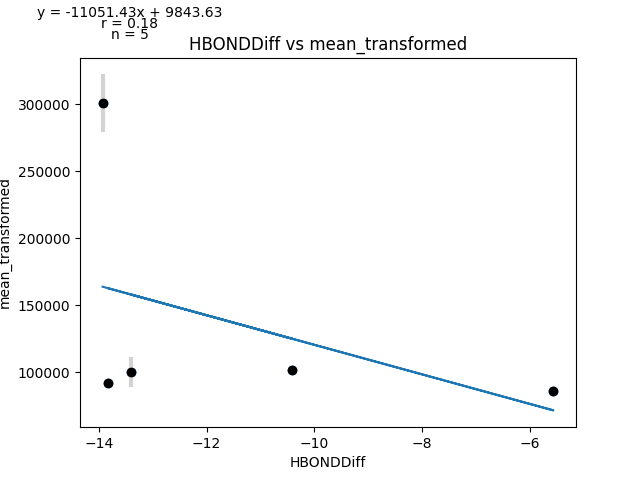 y = -11051.43x + 9843.63
r = 0.18
n = 5
HBONDDiff vs mean_transformed
mean_transformed
300000
250000
200000
150000
100000
−14
−12
−10
−8
−6
HBONDDiff